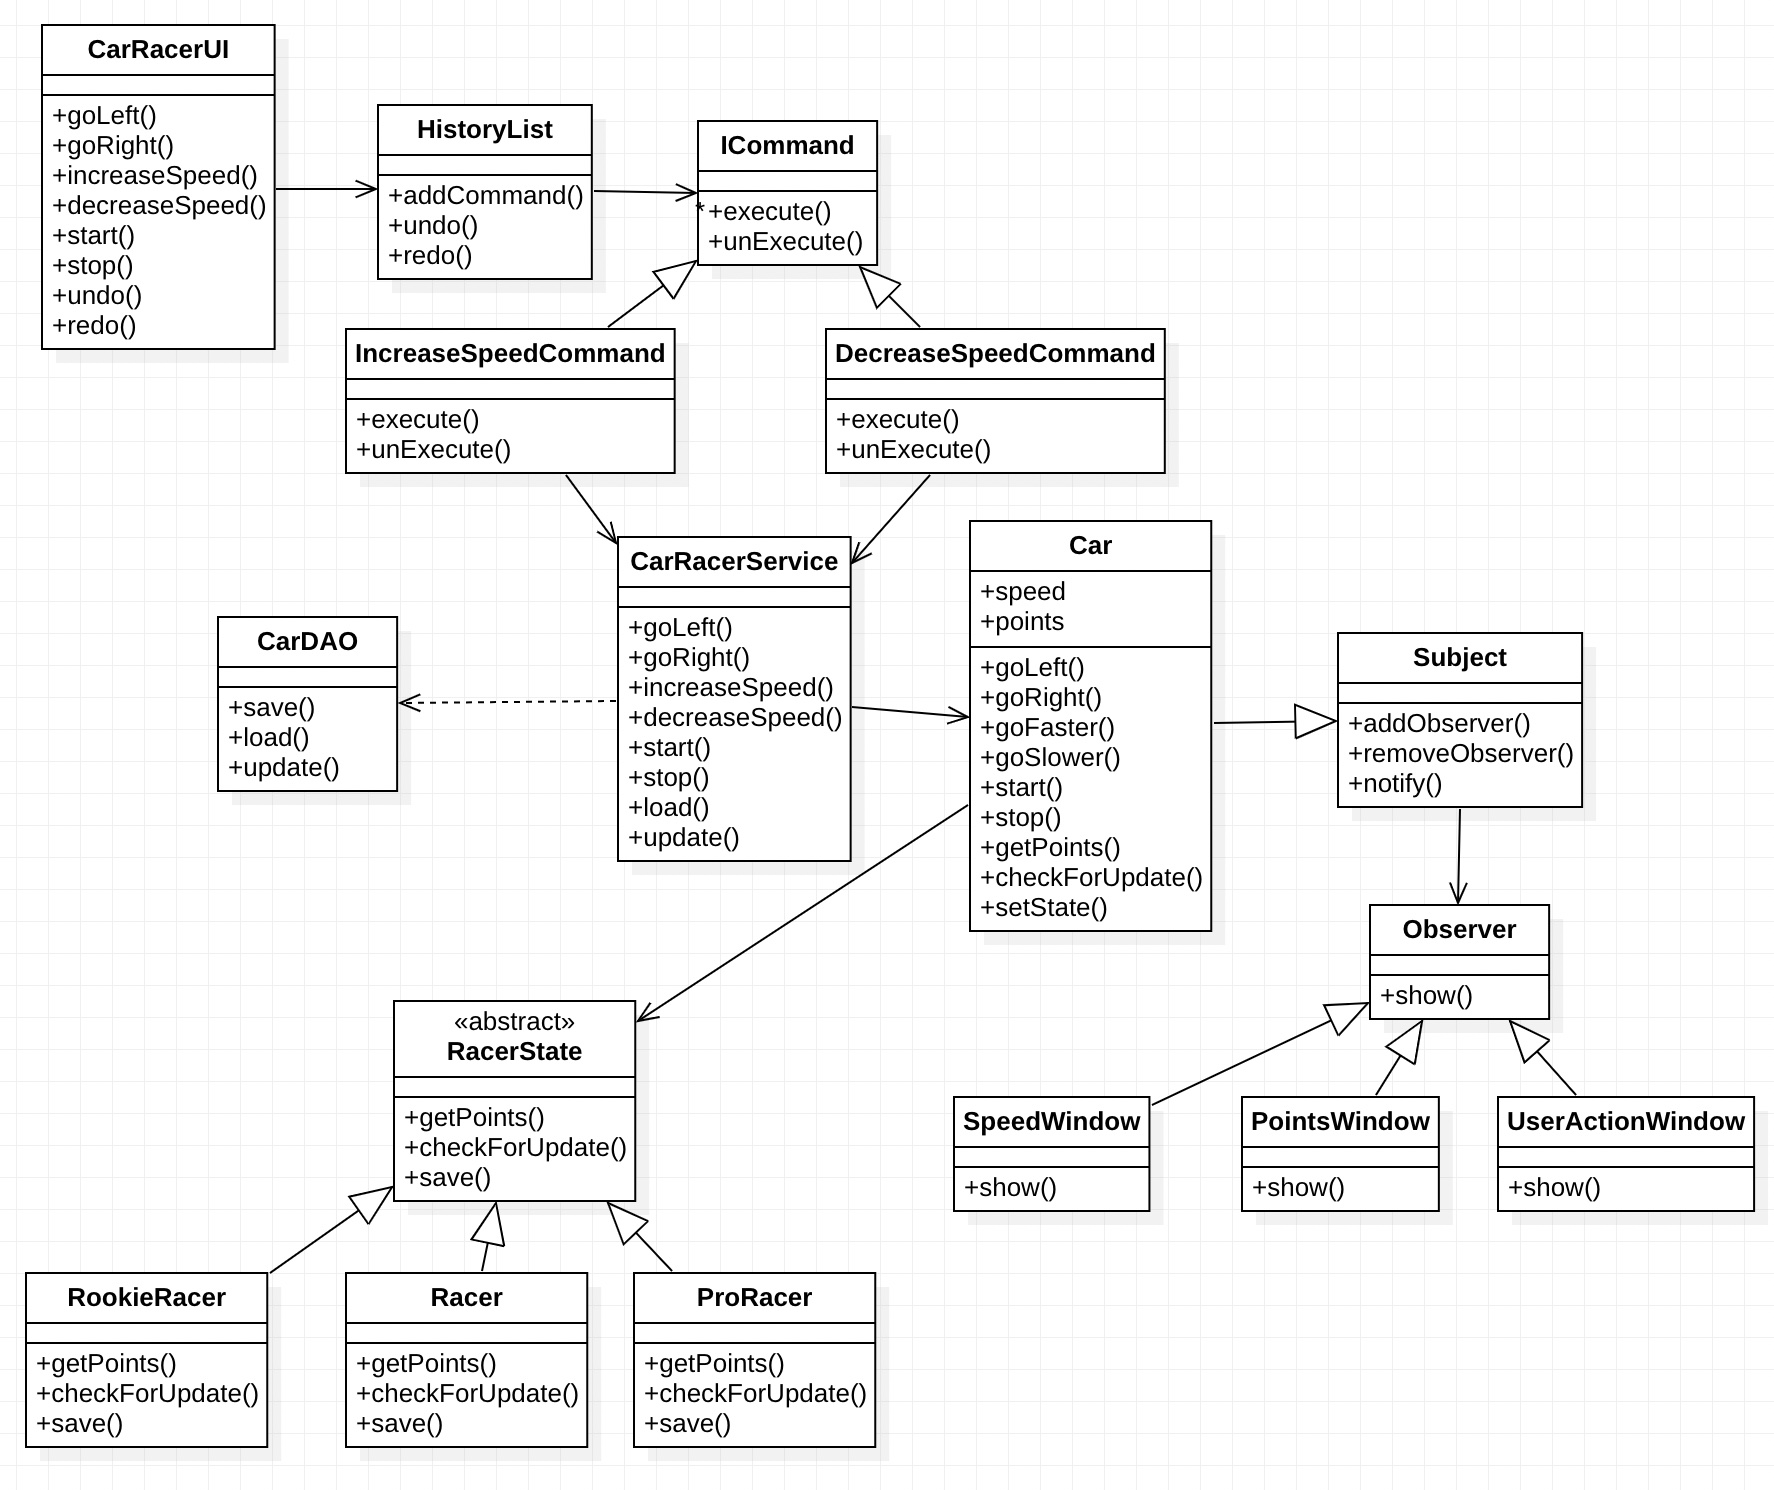 CarRacerUI
+goLeft()
+goRight()
+increaseSpeed()
+decreaseSpeed()
+start()
+stop()
+undo()
+redo()
HistoryList
+addCommand()
+undo()
+redo()
ICommand
*
+execute()
+unExecute()
IncreaseSpeedCommand
+execute()
+unExecute()
DecreaseSpeedCommand
+execute()
+unExecute()
CarDAO
+save()
+load()
+update()
CarRacerService
+goLeft()
+goRight()
+increaseSpeed()
+decreaseSpeed()
+start()
+stop()
+load()
+update()
Car
+speed
+points
+goLeft()
+goRight()
+goFaster()
+goSlower()
+start()
+stop()
+getPoints()
+checkForUpdate()
+setState()
Subject
+addObserver()
+removeObserver()
+notify()
Observer
+show()
SpeedWindow
+show()
PointsWindow
+show()
UserActionWindow
+show()
«abstract»
RacerState
+getPoints()
+checkForUpdate()
+save()
RookieRacer
+getPoints()
+checkForUpdate()
+save()
Racer
+getPoints()
+checkForUpdate()
+save()
ProRacer
+getPoints()
+checkForUpdate()
+save()